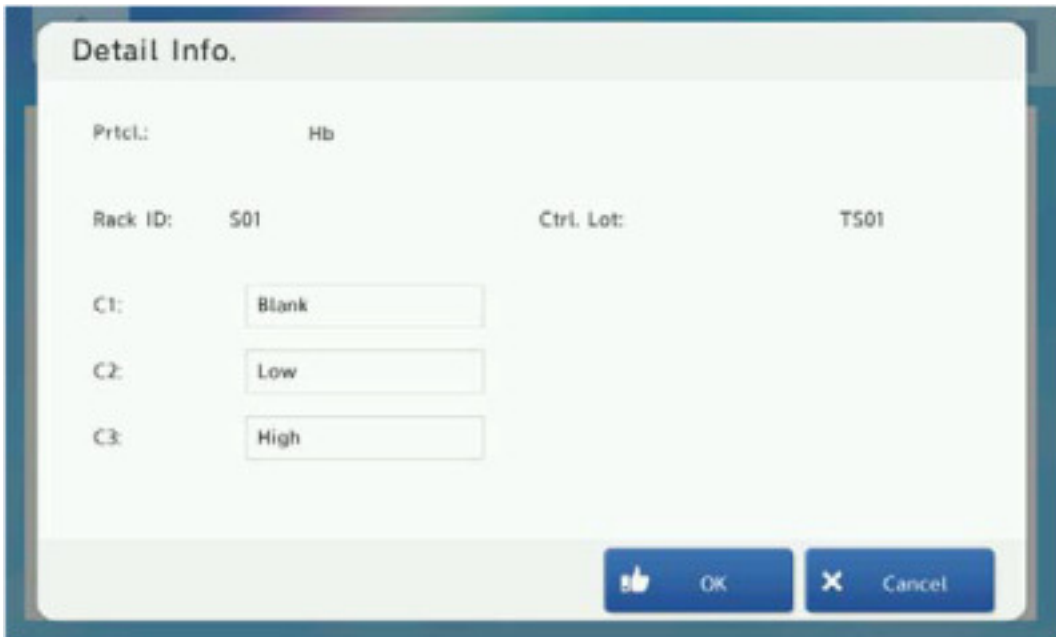 Detail Info.
Prtcl.: Hb
Rack ID: S01 Ctrl. Lot: TS01
C1: Blank
C2: Low
C3: High
OK Cancel